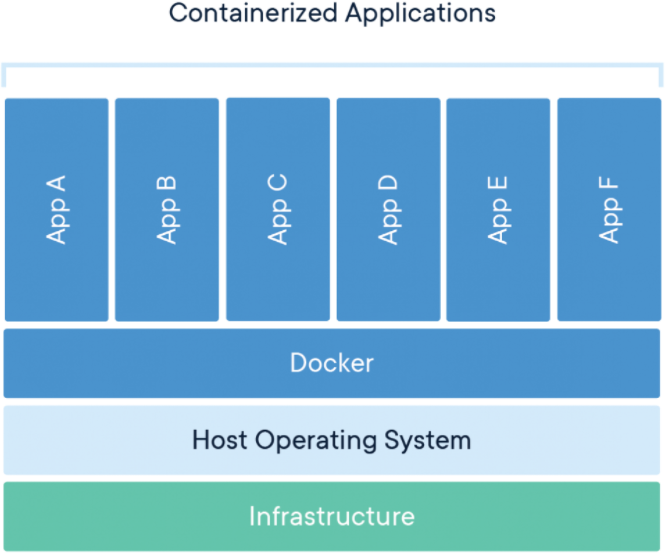 Containerized Applications
App A
App B
App C
App D
App E
App F
Docker
Host Operating System
Infrastructure